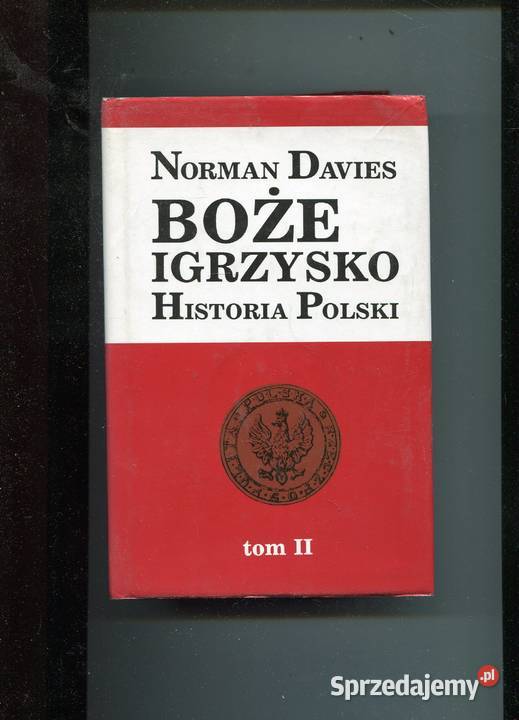 NORMAN DAVIES
BOŻE
IGRZYSKO
HISTORIA POLSKI
tom II
Sprzedajemy.pl